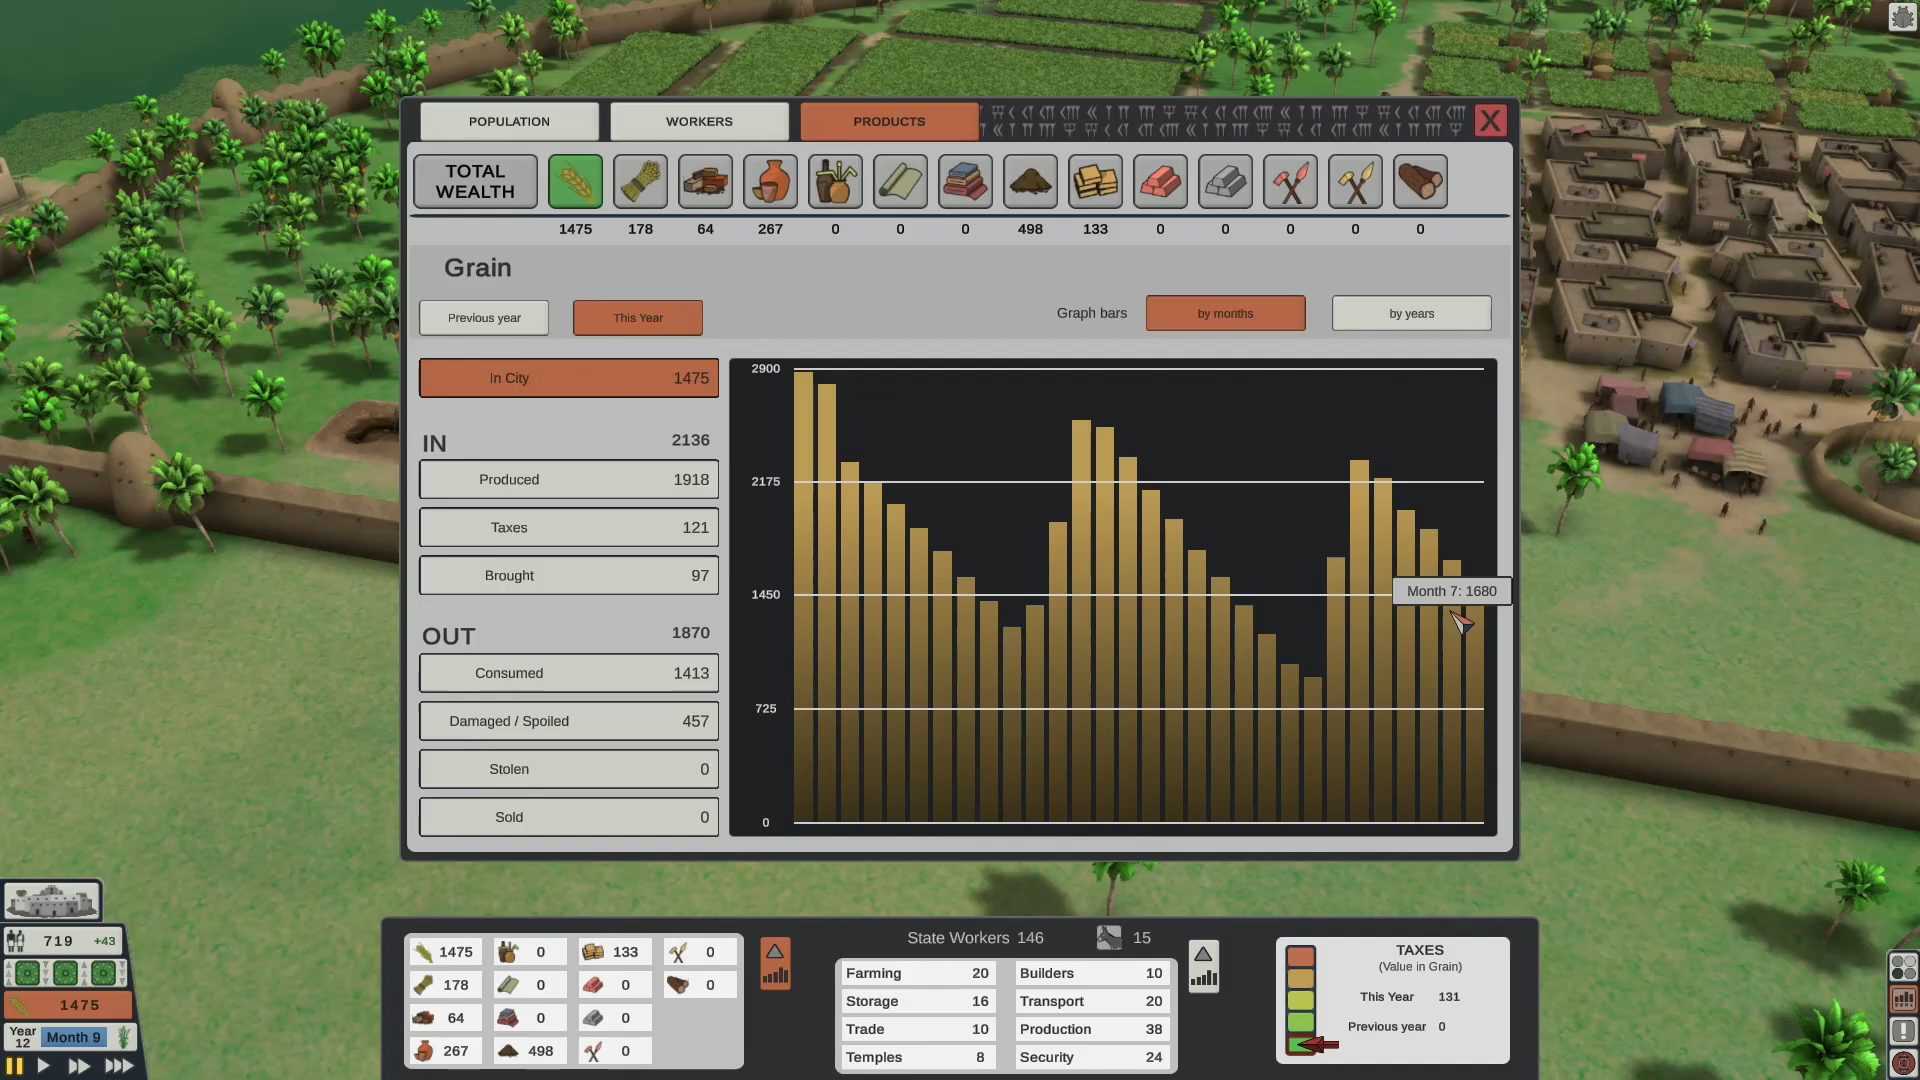 POPULATION
WORKERS
PRODUCTS
X
TOTAL
WEALTH
1475 178 64 267 0 0 0 498 133 0 0 0 0 0
Grain
Previous year
This Year
Graph bars
by months
by years
In City 1475
IN 2136
Produced 1918
Taxes 121
Brought 97
OUT 1870
Consumed 1413
Damaged / Spoiled 457
Stolen 0
Sold 0
2900
2175
1450
725
0
Month 7: 1680
719 +43
1475
Year
12
Month 9
1475 0 133 0
178 0 0 0
64 0 0
267 498 0
State Workers 146
15
Farming 20
Builders 10
Storage 16
Transport 20
Trade 10
Production 38
Temples 8
Security 24
TAXES
(Value in Grain)
This Year 131
Previous year 0